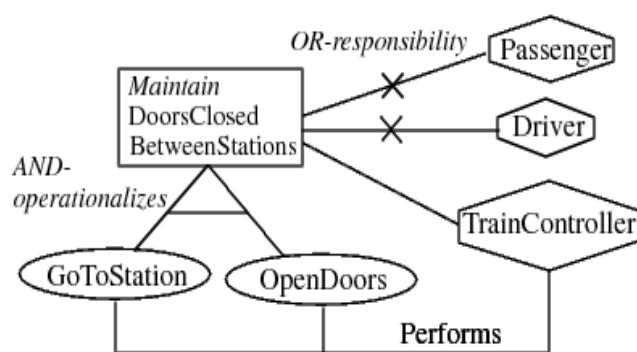 OR-responsibility
Passenger
Maintain
DoorsClosed
BetweenStations
Driver
AND-
operationalizes
TrainController
GoToStation
OpenDoors
Performs